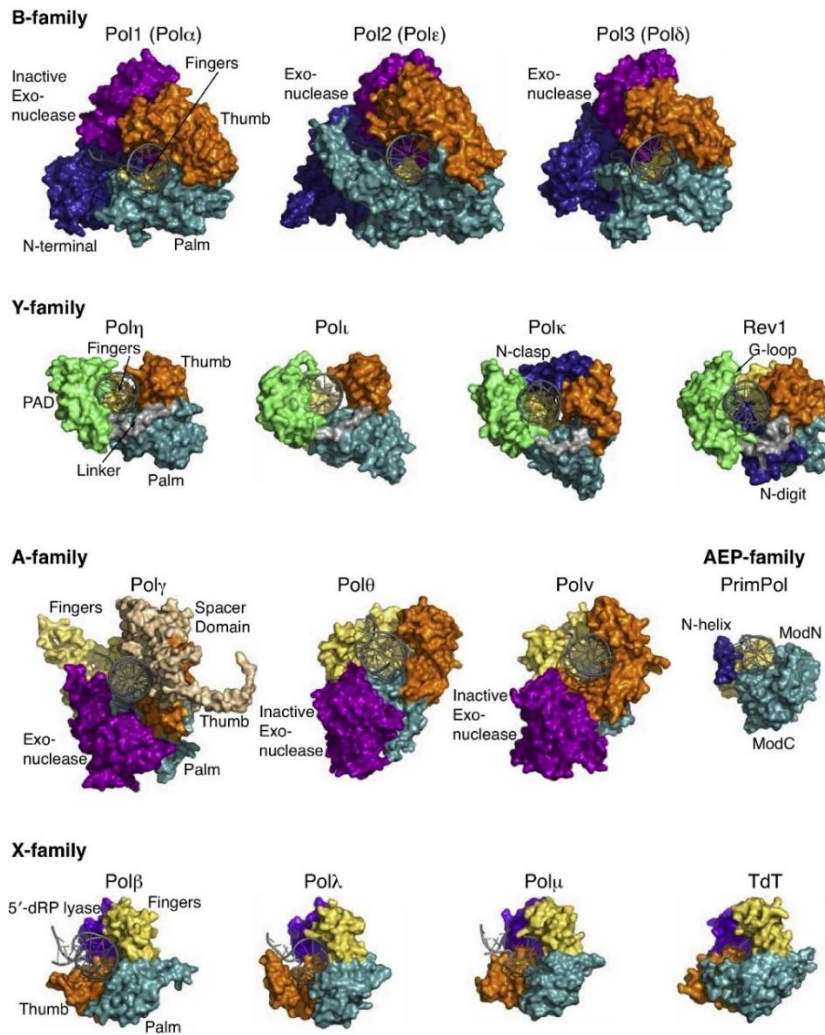 B-family
Pol1 (Polα)
Pol2 (Polε)
Pol3 (Polδ)
Fingers
Inactive
Exo-
nuclease
Thumb
N-terminal
Palm
Exo-
nuclease
Exo-
nuclease
Y-family
Polη
Polι
Polκ
Rev1
Fingers
Thumb
PAD
Linker
Palm
N-clasp
G-loop
N-digit
A-family
Polγ
Polθ
Polν
Fingers
Spacer
Domain
Thumb
Exo-
nuclease
Palm
Inactive
Exo-
nuclease
Inactive
Exo-
nuclease
AEP-family
PrimPol
N-helix
ModN
ModC
X-family
Polβ
Polλ
Polμ
TdT
5′-dRP lyase
Fingers
Thumb
Palm